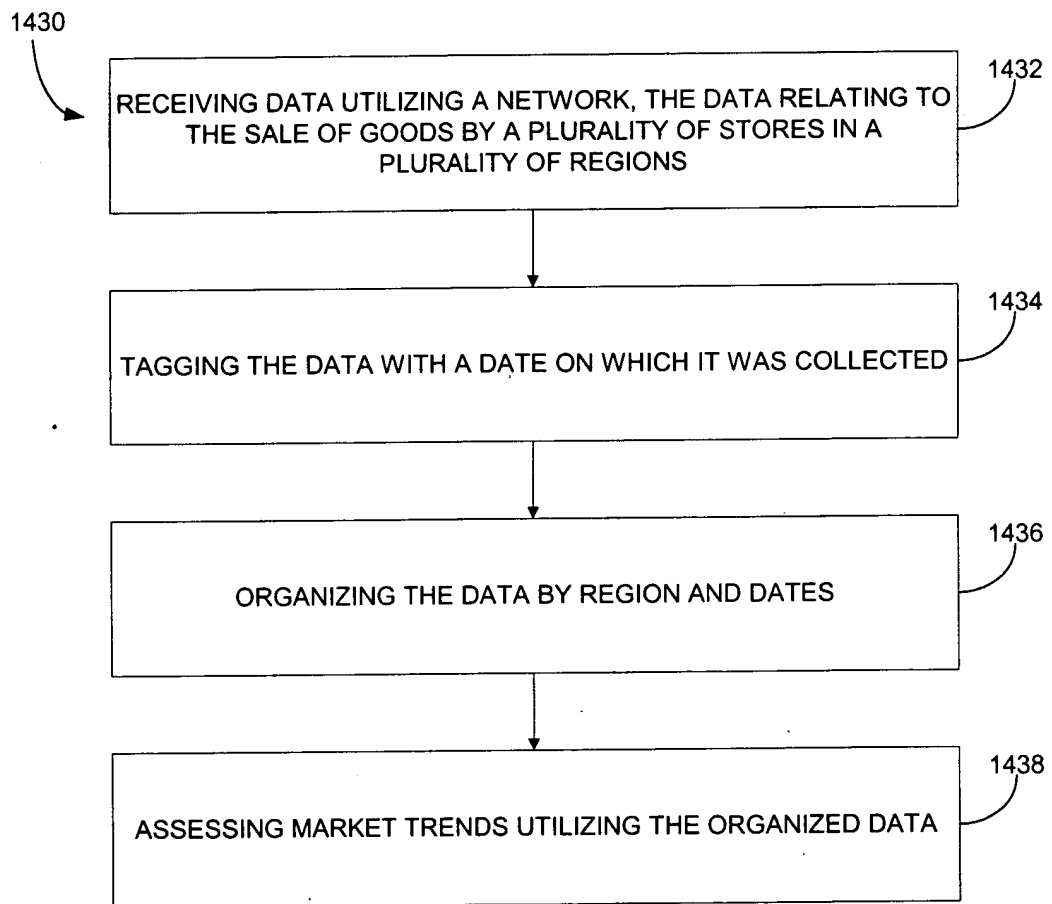 1430
1432
RECEIVING DATA UTILIZING A NETWORK, THE DATA RELATING TO
THE SALE OF GOODS BY A PLURALITY OF STORES IN A
PLURALITY OF REGIONS
1434
TAGGING THE DATA WITH A DATE ON WHICH IT WAS COLLECTED
1436
ORGANIZING THE DATA BY REGION AND DATES
1438
ASSESSING MARKET TRENDS UTILIZING THE ORGANIZED DATA